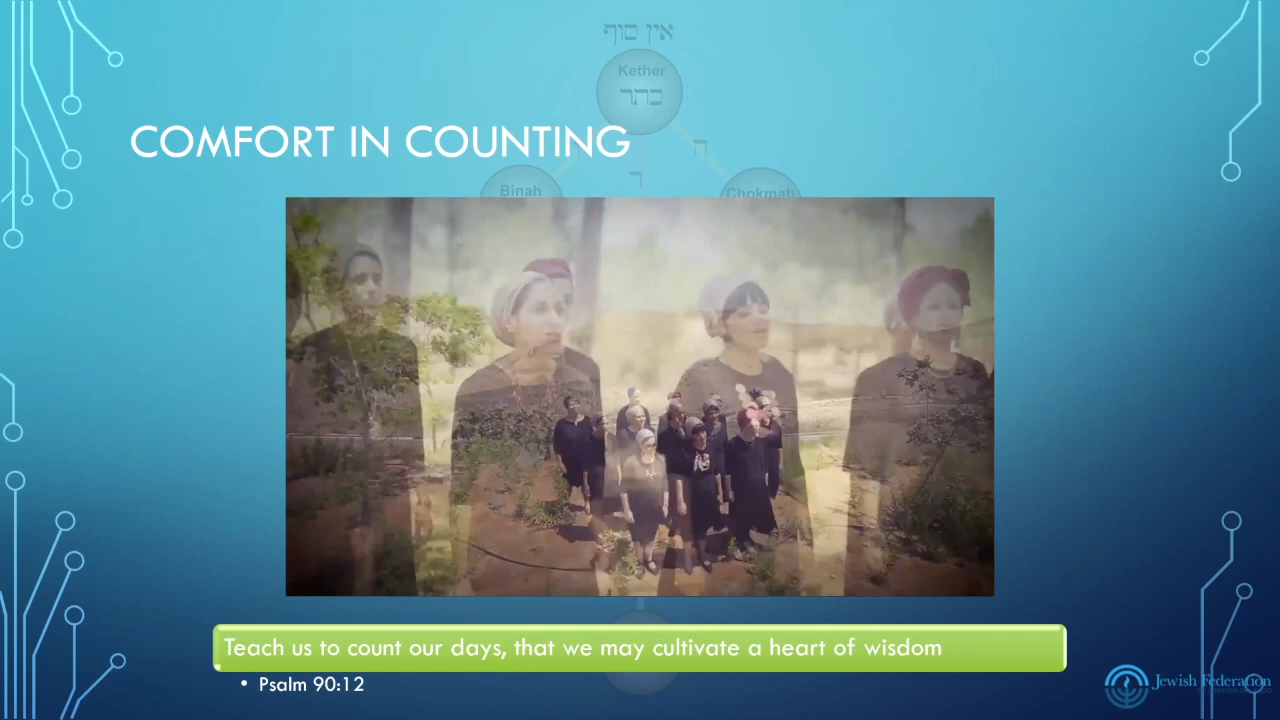 אין סוף
Kether
כתר
COMFORT IN COUNTING
ה
ד
Binah
Chokmah
Teach us to count our days, that we may cultivate a heart of wisdom
• Psalm 90:12
Jewish Federation